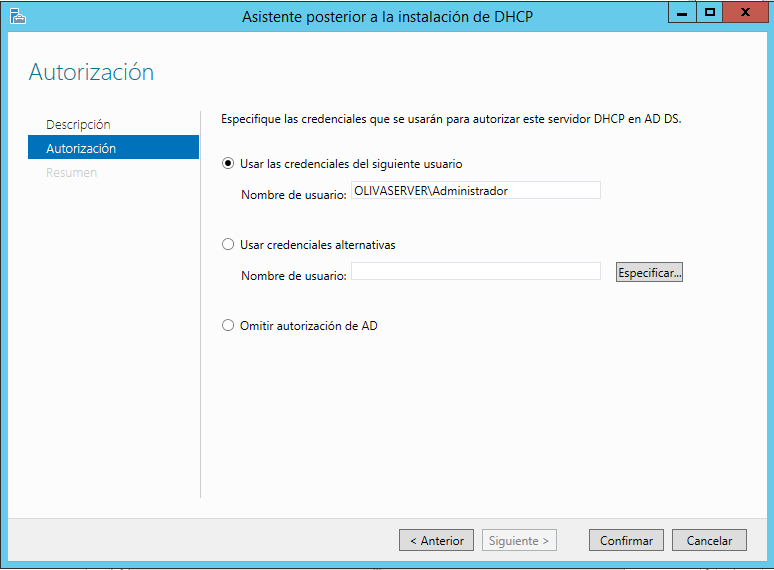 Asistente posterior a la instalación de DHCP
Autorización
Descripción
Autorización
Resumen
Especifique las credenciales que se usarán para autorizar este servidor DHCP en AD DS.
Usar las credenciales del siguiente usuario
Nombre de usuario: OLIVASERVER\Administrador
Usar credenciales alternativas
Nombre de usuario:
Especificar...
Omitir autorización de AD
< Anterior
Siguiente >
Confirmar
Cancelar